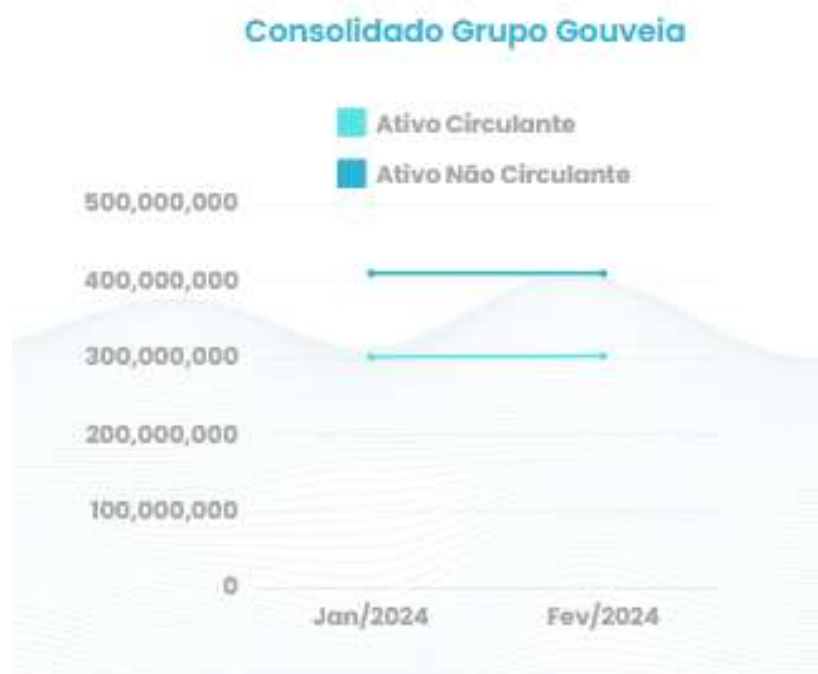 Consolidado Grupo Gouveia
Ativo Circulante
Ativo Não Circulante
500,000,000
400,000,000
300,000,000
200,000,000
100,000,000
0
Jan/2024 Fev/2024